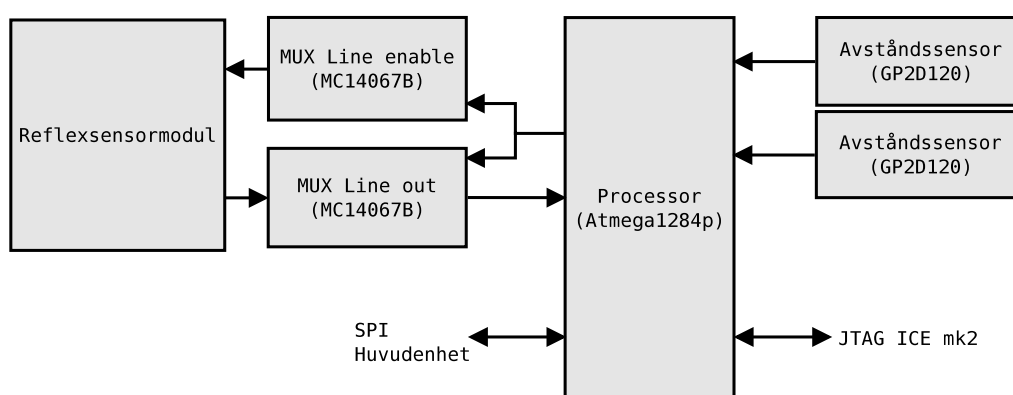 Reflexsensormodul
MUX Line enable
(MC14067B)
MUX Line out
(MC14067B)
Processor
(Atmega1284p)
Avståndssensor
(GP2D120)
Avståndssensor
(GP2D120)
SPI
Huvudenhet
JTAG ICE mk2